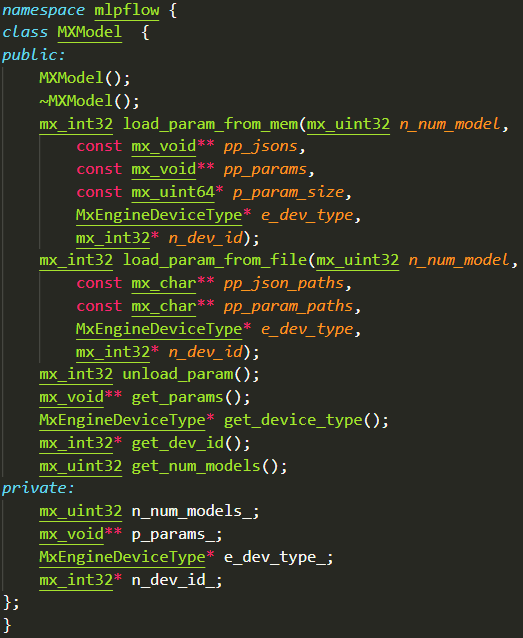 namespace mlpflow {
class MXModel  {
public:
    MXModel();
    ~MXModel();
    mx_int32 load_param_from_mem(mx_uint32 n_num_model,
        const mx_void** pp_jsons,
        const mx_void** pp_params,
        const mx_uint64* p_param_size,
        MxEngineDeviceType* e_dev_type,
        mx_int32* n_dev_id);
    mx_int32 load_param_from_file(mx_uint32 n_num_model,
        const mx_char** pp_json_paths,
        const mx_char** pp_param_paths,
        MxEngineDeviceType* e_dev_type,
        mx_int32* n_dev_id);
    mx_int32 unload_param();
    mx_void** get_params();
    MxEngineDeviceType* get_device_type();
    mx_int32* get_dev_id();
    mx_uint32 get_num_models();
private:
    mx_uint32 n_num_models_;
    mx_void** p_params_;
    MxEngineDeviceType* e_dev_type_;
    mx_int32* n_dev_id_;
};
}